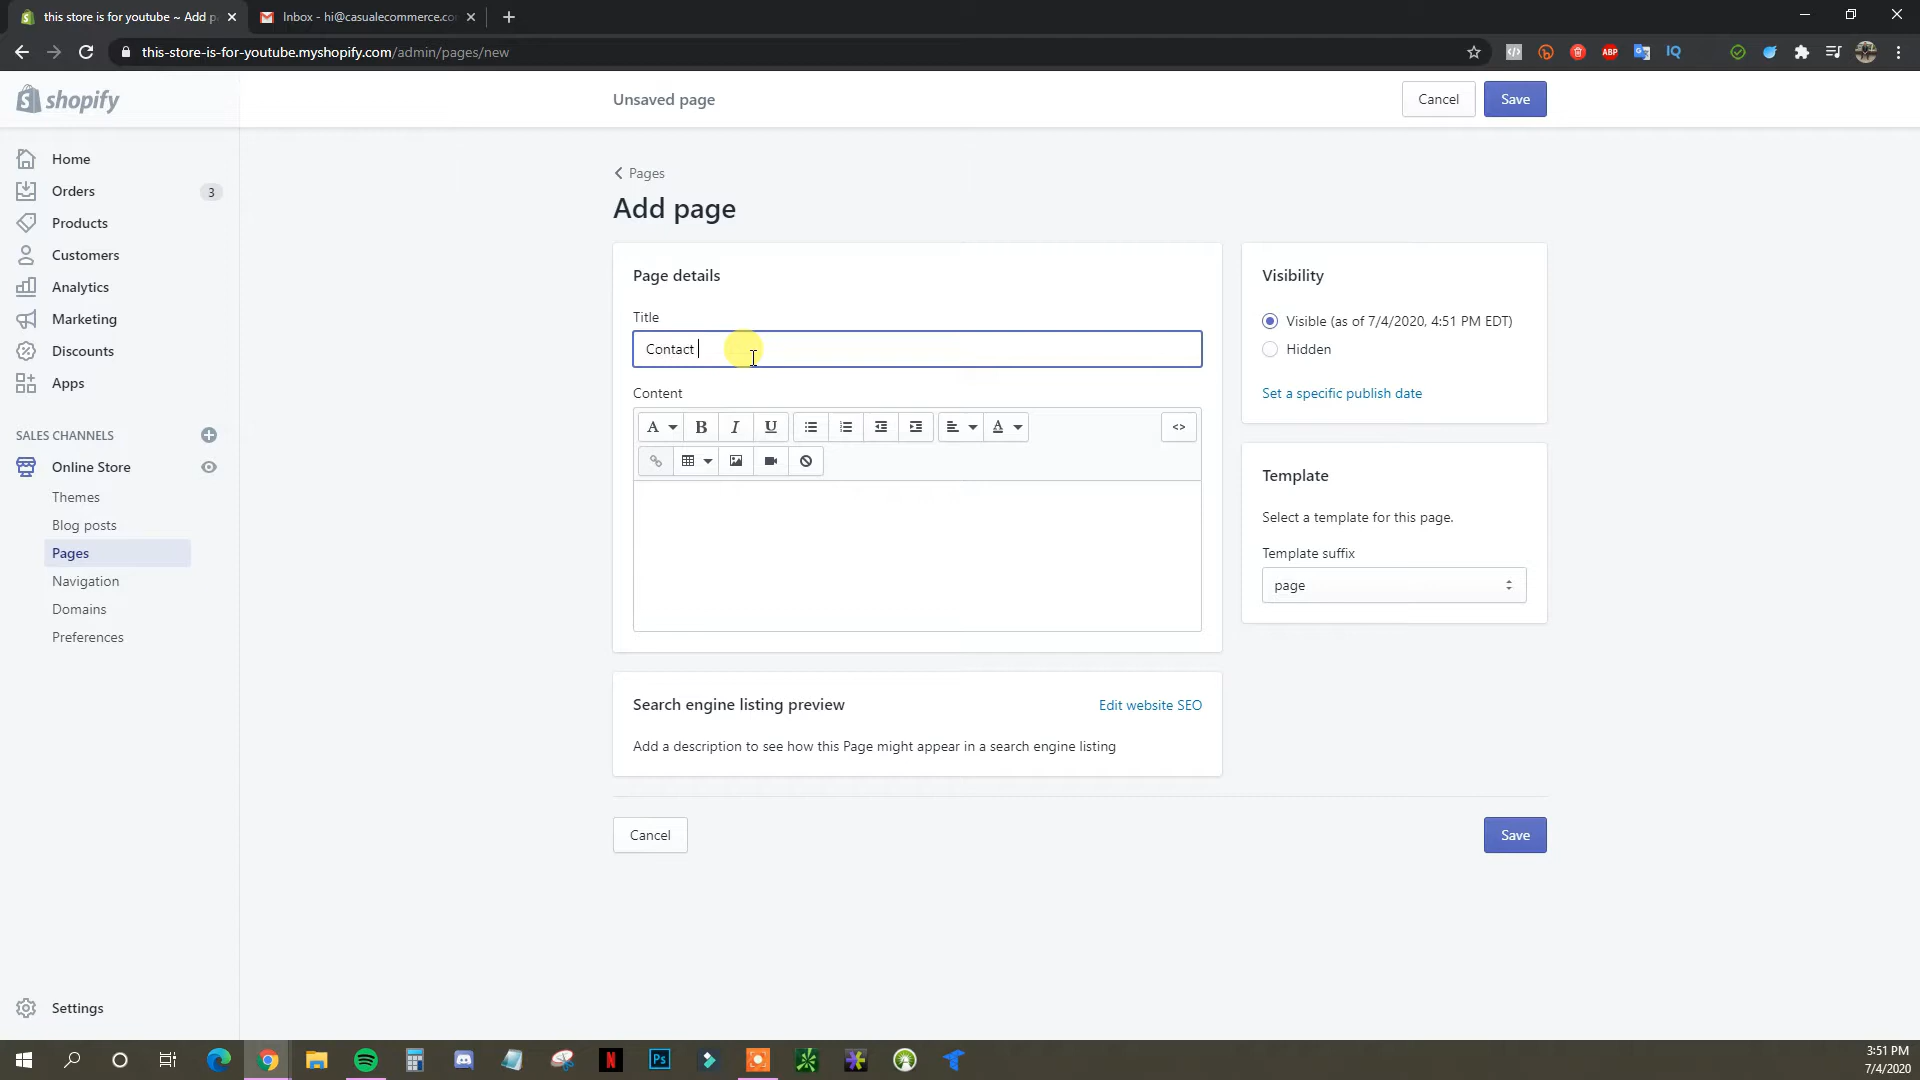 this store is for youtube ~ Add p
Inbox - hi@casualecommerce.co
this-store-is-for-youtube.myshopify.com/admin/pages/new
ABP
IQ
shopify
Unsaved page
Cancel
Save
Home
Orders
3
Products
Customers
Analytics
Marketing
Discounts
Apps
SALES CHANNELS
Online Store
Themes
Blog posts
Pages
Navigation
Domains
Preferences
Settings
Pages
Add page
Page details
Title
Contact
Content
A
B
I
U
A
<>
Search engine listing preview
Edit website SEO
Add a description to see how this Page might appear in a search engine listing
Cancel
Save
Visibility
Visible (as of 7/4/2020, 4:51 PM EDT)
Hidden
Set a specific publish date
Template
Select a template for this page.
Template suffix
page
N
Ps
3:51 PM
7/4/2020